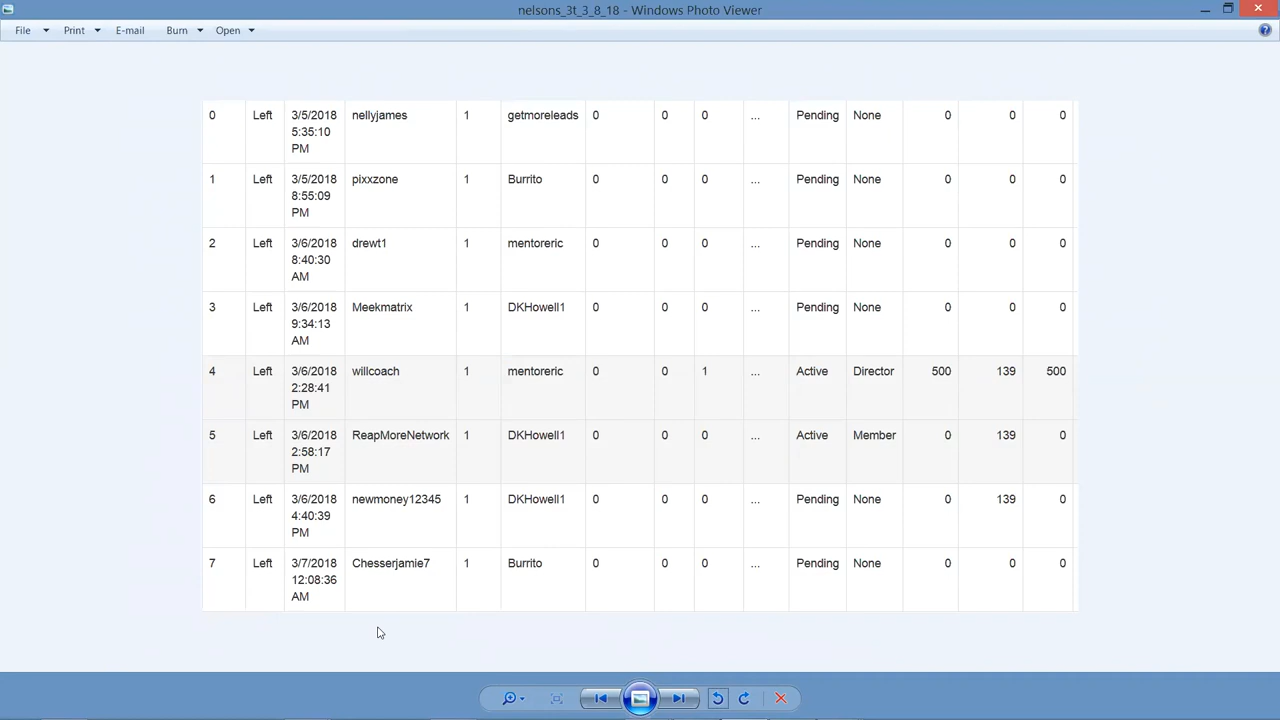 nelsons_3t_3_8_18 - Windows Photo Viewer
File Print E-mail Burn Open
0 Left 3/5/2018 5:35:10 PM nellyjames 1 getmoreleads 0 0 0 ... Pending None 0 0 0
1 Left 3/5/2018 8:55:09 PM pixxzone 1 Burrito 0 0 0 ... Pending None 0 0 0
2 Left 3/6/2018 8:40:30 AM drewt1 1 mentoreric 0 0 0 ... Pending None 0 0 0
3 Left 3/6/2018 9:34:13 AM Meekmatrix 1 DKHowell1 0 0 0 ... Pending None 0 0 0
4 Left 3/6/2018 2:28:41 PM willcoach 1 mentoreric 0 0 1 ... Active Director 500 139 500
5 Left 3/6/2018 2:58:17 PM ReapMoreNetwork 1 DKHowell1 0 0 0 ... Active Member 0 139 0
6 Left 3/6/2018 4:40:39 PM newmoney12345 1 DKHowell1 0 0 0 ... Pending None 0 139 0
7 Left 3/7/2018 12:08:36 AM Chesserjamie7 1 Burrito 0 0 0 ... Pending None 0 0 0